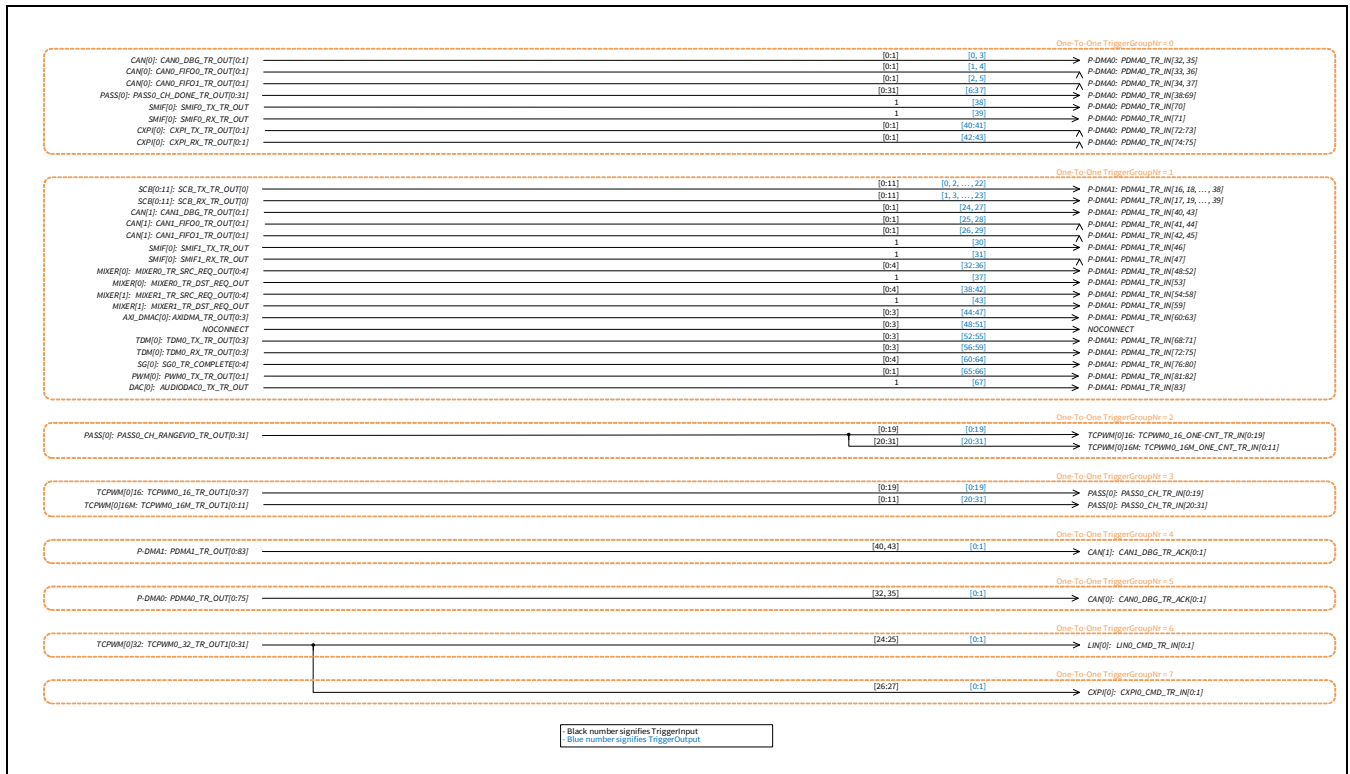 One-To-One TriggerGroupNr = 0
CAN[0]: CAN0_DBG_TR_OUT[0:1] [0:1] [0, 3] P-DMA0: PDMA0_TR_IN[32, 35]
CAN[0]: CAN0_FIFO0_TR_OUT[0:1] [0:1] [1, 4] P-DMA0: PDMA0_TR_IN[33, 36]
CAN[0]: CAN0_FIFO1_TR_OUT[0:1] [0:1] [2, 5] P-DMA0: PDMA0_TR_IN[34, 37]
PASS[0]: PASS0_CH_DONE_TR_OUT[0:31] [0:31] [6:37] P-DMA0: PDMA0_TR_IN[38:69]
SMIF[0]: SMIF0_TX_TR_OUT 1 [38] P-DMA0: PDMA0_TR_IN[70]
SMIF[0]: SMIF0_RX_TR_OUT 1 [39] P-DMA0: PDMA0_TR_IN[71]
CXPI[0]: CXPI_TX_TR_OUT[0:1] [0:1] [40:41] P-DMA0: PDMA0_TR_IN[72:73]
CXPI[0]: CXPI_RX_TR_OUT[0:1] [0:1] [42:43] P-DMA0: PDMA0_TR_IN[74:75]
One-To-One TriggerGroupNr = 1
SCB[0:11]: SCB_TX_TR_OUT[0] [0:11] [0, 2, ... , 22] P-DMA1: PDMA1_TR_IN[16, 18, ... , 38]
SCB[0:11]: SCB_RX_TR_OUT[0] [0:11] [1, 3, ... , 23] P-DMA1: PDMA1_TR_IN[17, 19, ... , 39]
CAN[1]: CAN1_DBG_TR_OUT[0:1] [0:1] [24, 27] P-DMA1: PDMA1_TR_IN[40, 43]
CAN[1]: CAN1_FIFO0_TR_OUT[0:1] [0:1] [25, 28] P-DMA1: PDMA1_TR_IN[41, 44]
CAN[1]: CAN1_FIFO1_TR_OUT[0:1] [0:1] [26, 29] P-DMA1: PDMA1_TR_IN[42, 45]
SMIF[0]: SMIF1_TX_TR_OUT 1 [30] P-DMA1: PDMA1_TR_IN[46]
SMIF[0]: SMIF1_RX_TR_OUT 1 [31] P-DMA1: PDMA1_TR_IN[47]
MIXER[0]: MIXER0_TR_SRC_REQ_OUT[0:4] [0:4] [32:36] P-DMA1: PDMA1_TR_IN[48:52]
MIXER[0]: MIXER0_TR_DST_REQ_OUT 1 [37] P-DMA1: PDMA1_TR_IN[53]
MIXER[1]: MIXER1_TR_SRC_REQ_OUT[0:4] [0:4] [38:42] P-DMA1: PDMA1_TR_IN[54:58]
MIXER[1]: MIXER1_TR_DST_REQ_OUT 1 [43] P-DMA1: PDMA1_TR_IN[59]
AXI_DMAC[0]: AXIDMA_TR_OUT[0:3] [0:3] [44:47] P-DMA1: PDMA1_TR_IN[60:63]
NOCONNECT [0:3] [48:51] NOCONNECT
TDM[0]: TDM0_TX_TR_OUT[0:3] [0:3] [52:55] P-DMA1: PDMA1_TR_IN[68:71]
TDM[0]: TDM0_RX_TR_OUT[0:3] [0:3] [56:59] P-DMA1: PDMA1_TR_IN[72:75]
SG[0]: SG0_TR_COMPLETE[0:4] [0:4] [60:64] P-DMA1: PDMA1_TR_IN[76:80]
PWM[0]: PWM0_TX_TR_OUT[0:1] [0:1] [65:66] P-DMA1: PDMA1_TR_IN[81:82]
DAC[0]: AUDIODAC0_TX_TR_OUT 1 [67] P-DMA1: PDMA1_TR_IN[83]
One-To-One TriggerGroupNr = 2
PASS[0]: PASS0_CH_RANGEVIO_TR_OUT[0:31] [0:19] [0:19] TCPWM[0]16: TCPWM0_16_ONE-CNT_TR_IN[0:19]
[20:31] [20:31] TCPWM[0]16M: TCPWM0_16M_ONE_CNT_TR_IN[0:11]
One-To-One TriggerGroupNr = 3
TCPWM[0]16: TCPWM0_16_TR_OUT1[0:37] [0:19] [0:19] PASS[0]: PASS0_CH_TR_IN[0:19]
TCPWM[0]16M: TCPWM0_16M_TR_OUT1[0:11] [0:11] [20:31] PASS[0]: PASS0_CH_TR_IN[20:31]
One-To-One TriggerGroupNr = 4
P-DMA1: PDMA1_TR_OUT[0:83] [40, 43] [0:1] CAN[1]: CAN1_DBG_TR_ACK[0:1]
One-To-One TriggerGroupNr = 5
P-DMA0: PDMA0_TR_OUT[0:75] [32, 35] [0:1] CAN[0]: CAN0_DBG_TR_ACK[0:1]
One-To-One TriggerGroupNr = 6
TCPWM[0]32: TCPWM0_32_TR_OUT1[0:31] [24:25] [0:1] LIN[0]: LIN0_CMD_TR_IN[0:1]
One-To-One TriggerGroupNr = 7
[26:27] [0:1] CXPI[0]: CXPI0_CMD_TR_IN[0:1]
- Black number signifies TriggerInput
- Blue number signifies TriggerOutput